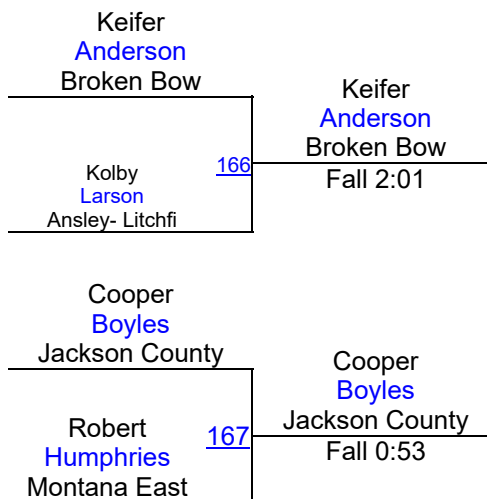 Keifer
Anderson
Broken Bow
Kolby
Larson
Ansley- Litchfi
166
Keifer
Anderson
Broken Bow
Fall 2:01
Cooper
Boyles
Jackson County
Robert
Humphries
Montana East
167
Cooper
Boyles
Jackson County
Fall 0:53